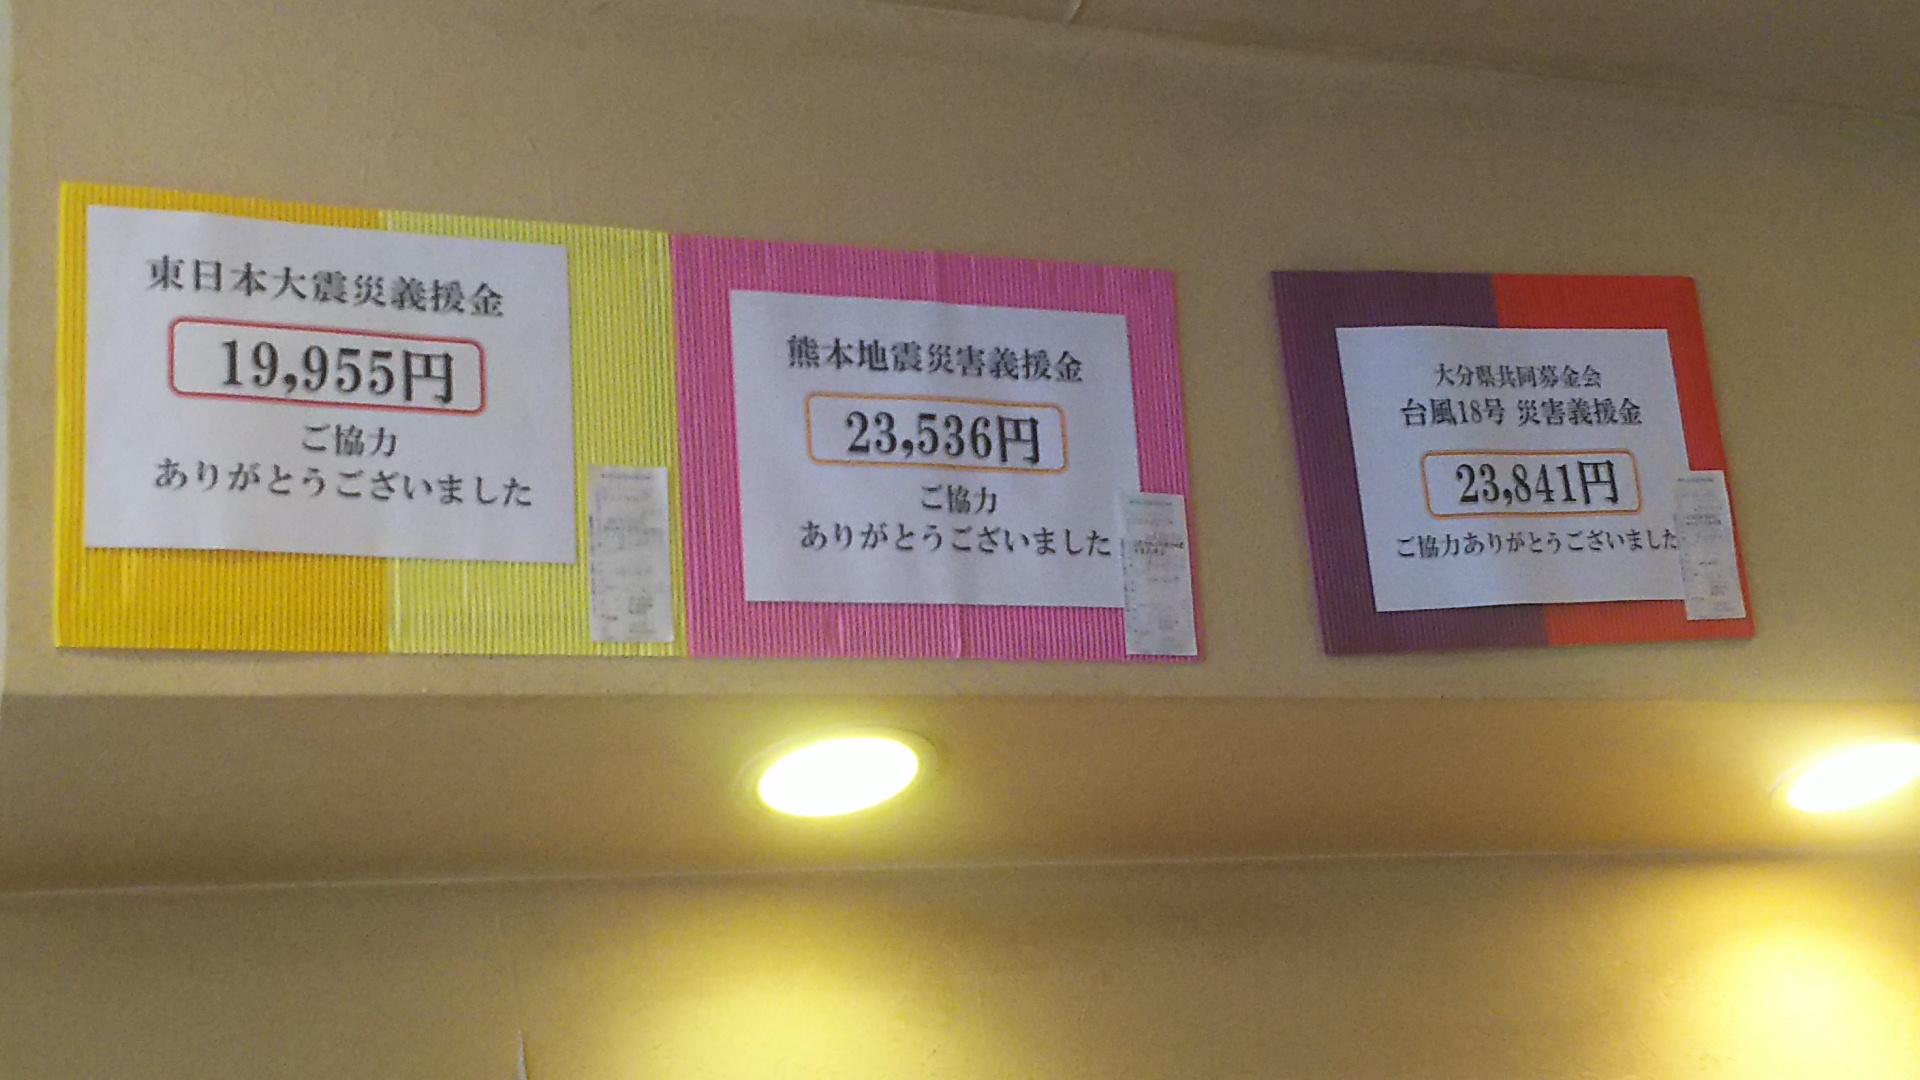 東日本大震災義援金
19,955円
ご協力
ありがとうございました
熊本地震災害義援金
23,536円
ご協力
ありがとうございました
大分県共同募金会
台風18号 災害義援金
23,841円
ご協力ありがとうございました